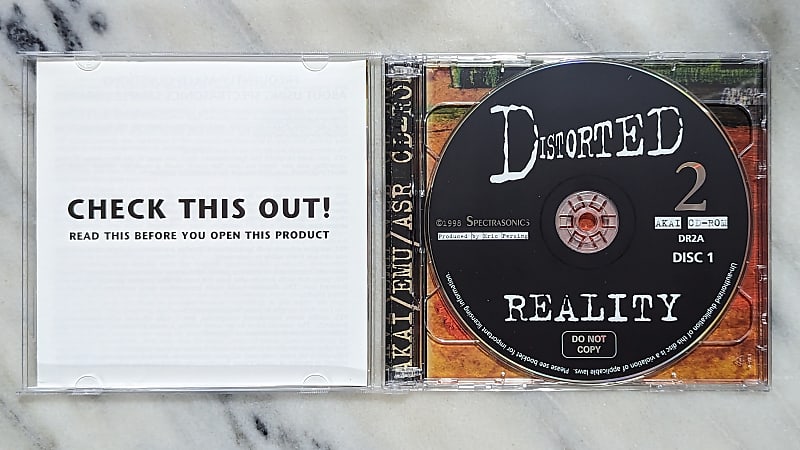 CHECK THIS OUT!
READ THIS BEFORE YOU OPEN THIS PRODUCT
AKAI/EMU/ASR CD-ROM
DISTORTED
2
©1998 SPECTRASONICS
Produced by Eric Persing
AKAI CD-ROM
DR2A
DISC 1
REALITY
DO NOT
COPY
Un-authorized duplication of this disc is a violation of applicable laws. Please see booklet for important licensing information.